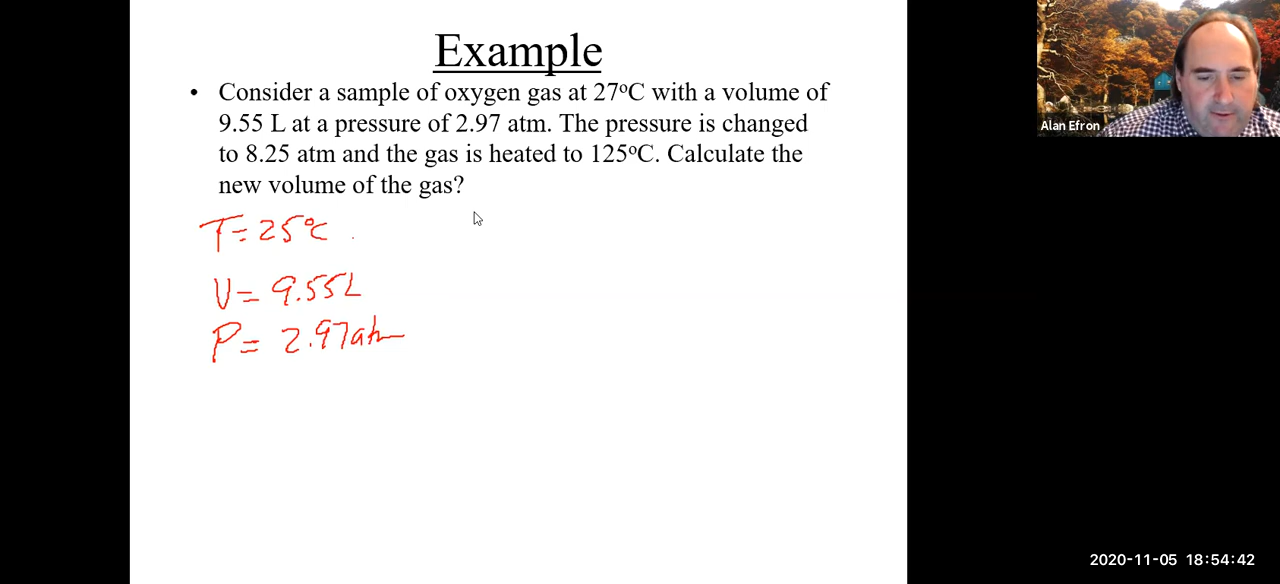 Example
• Consider a sample of oxygen gas at 27°C with a volume of
9.55 L at a pressure of 2.97 atm. The pressure is changed
to 8.25 atm and the gas is heated to 125°C. Calculate the
new volume of the gas?
T = 25°C
V = 9.55L
P = 2.97atm
Alan Efron
2020-11-05 18:54:42